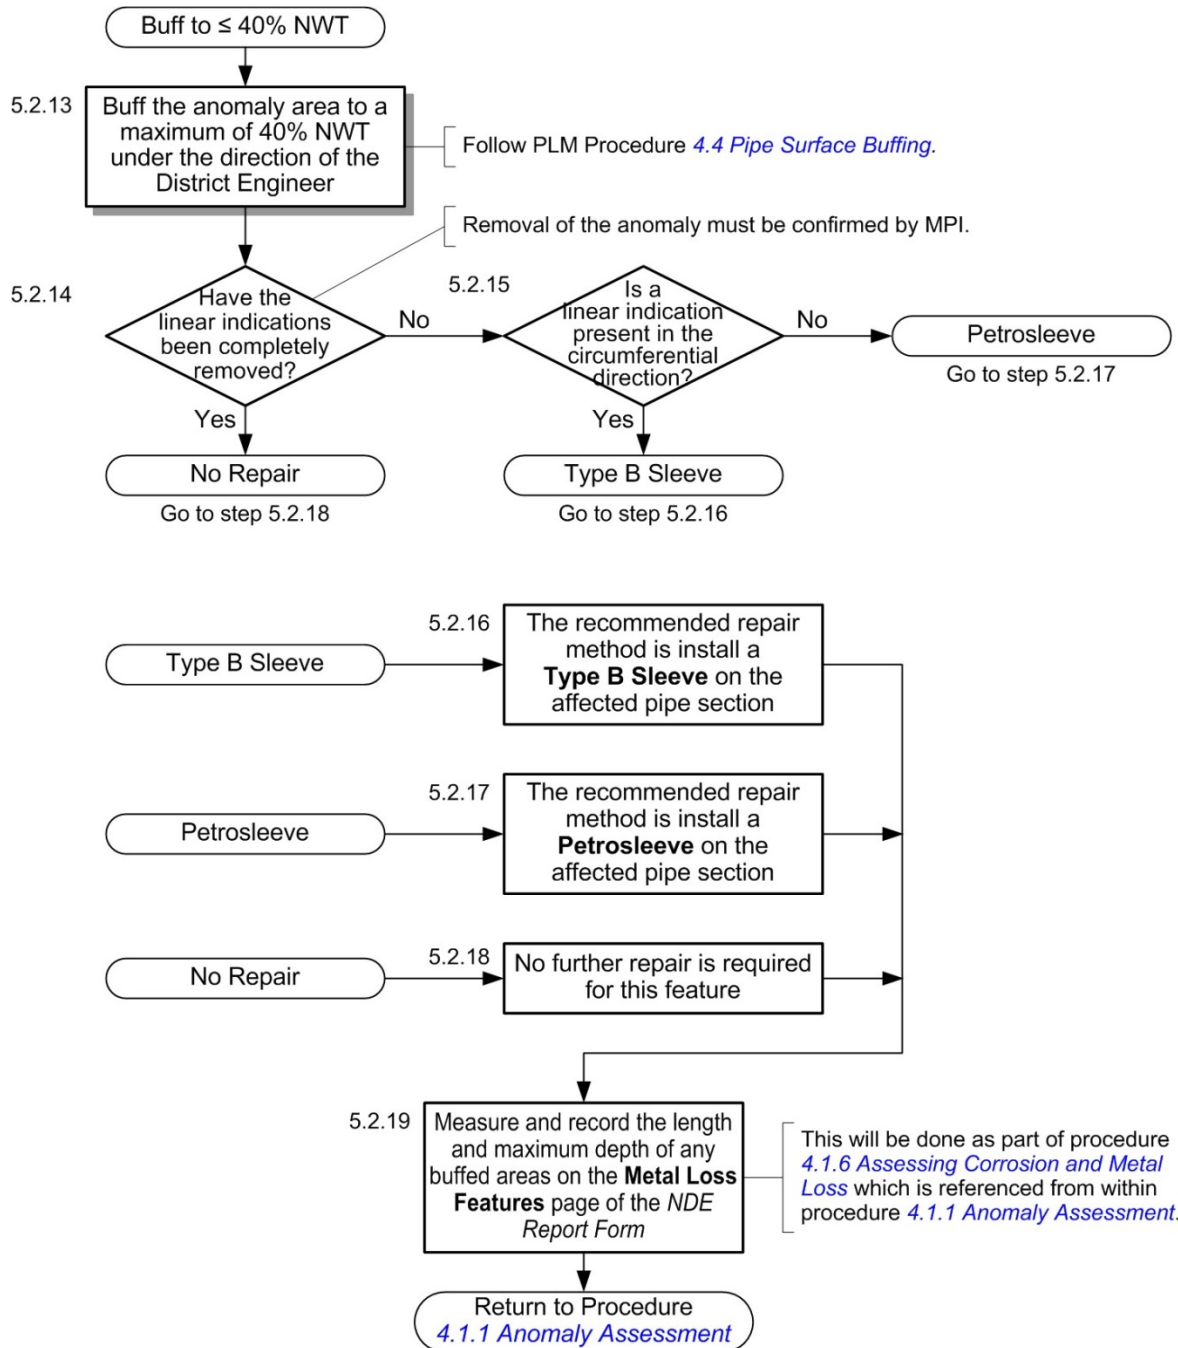 Buff to ≤ 40% NWT
5.2.13
Buff the anomaly area to a
maximum of 40% NWT
under the direction of the
District Engineer
Follow PLM Procedure 4.4 Pipe Surface Buffing.
Removal of the anomaly must be confirmed by MPI.
5.2.14
Have the
linear indications
been completely
removed?
No
Yes
No Repair
Go to step 5.2.18
5.2.15
Is a
linear indication
present in the
circumferential
direction?
No
Petrosleeve
Go to step 5.2.17
Yes
Type B Sleeve
Go to step 5.2.16
Type B Sleeve
5.2.16
The recommended repair
method is install a
Type B Sleeve on the
affected pipe section
Petrosleeve
5.2.17
The recommended repair
method is install a
Petrosleeve on the
affected pipe section
No Repair
5.2.18
No further repair is required
for this feature
5.2.19
Measure and record the length
and maximum depth of any
buffed areas on the Metal Loss
Features page of the NDE
Report Form
This will be done as part of procedure
4.1.6 Assessing Corrosion and Metal
Loss which is referenced from within
procedure 4.1.1 Anomaly Assessment.
Return to Procedure
4.1.1 Anomaly Assessment